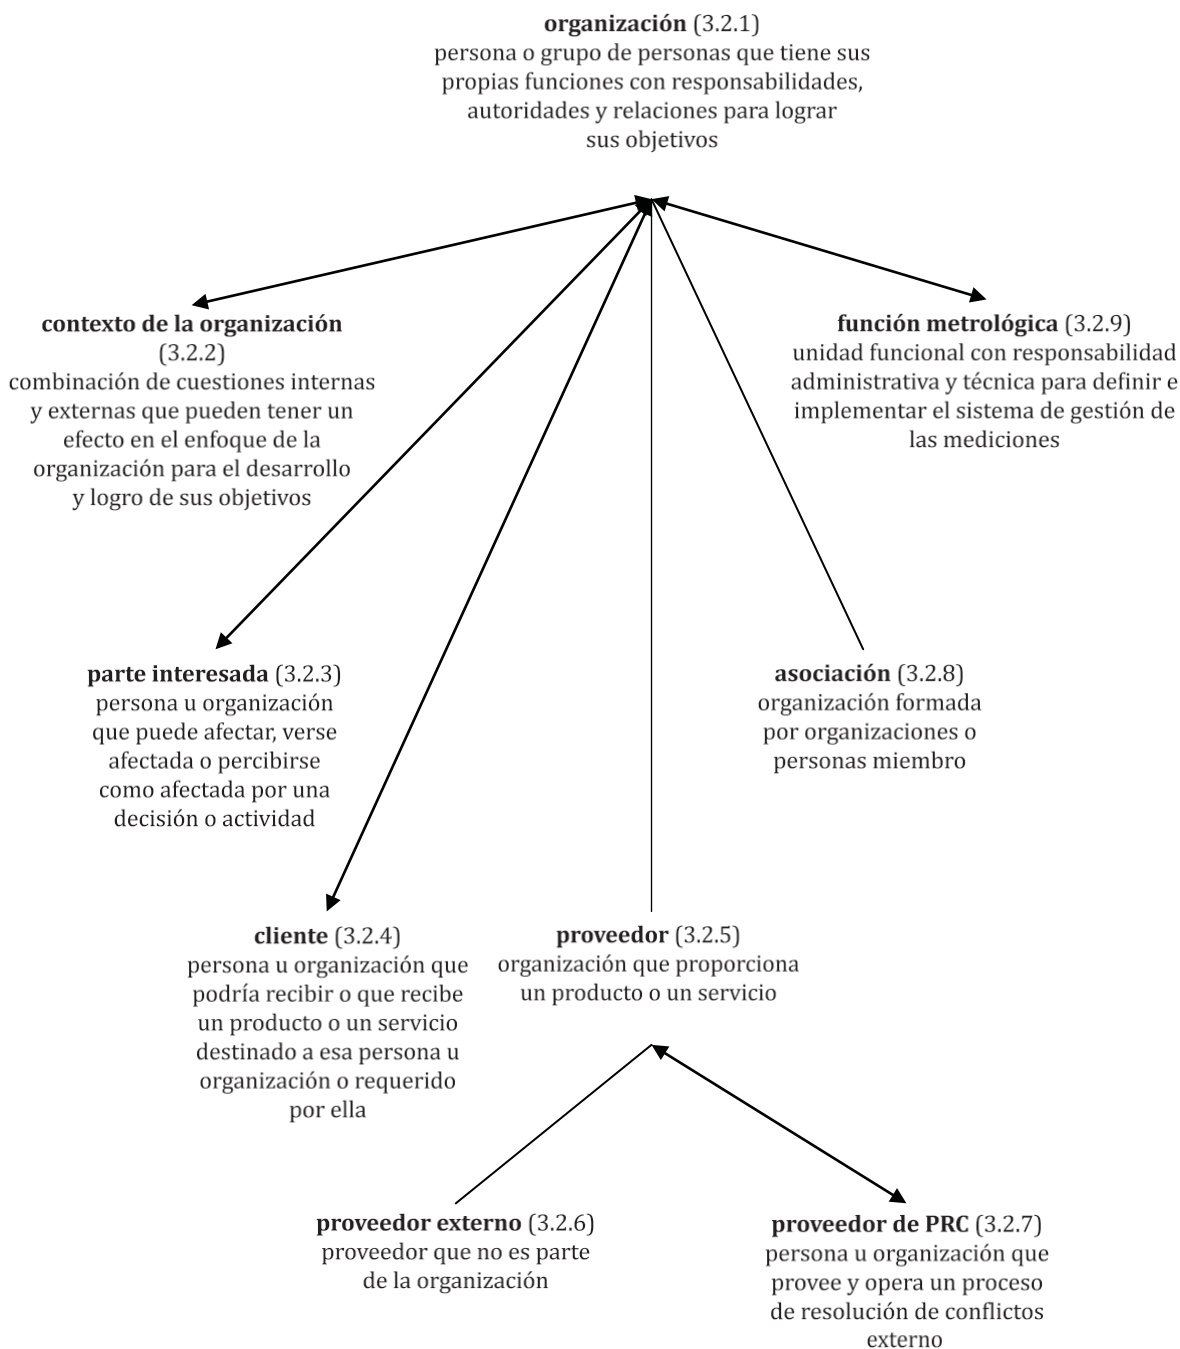 organización (3.2.1)
persona o grupo de personas que tiene sus
propias funciones con responsabilidades,
autoridades y relaciones para lograr
sus objetivos
contexto de la organización
(3.2.2)
combinación de cuestiones internas
y externas que pueden tener un
efecto en el enfoque de la
organización para el desarrollo
y logro de sus objetivos
función metrológica (3.2.9)
unidad funcional con responsabilidad
administrativa y técnica para definir e
implementar el sistema de gestión de
las mediciones
parte interesada (3.2.3)
persona u organización
que puede afectar, verse
afectada o percibirse
como afectada por una
decisión o actividad
asociación (3.2.8)
organización formada
por organizaciones o
personas miembro
cliente (3.2.4)
persona u organización que
podría recibir o que recibe
un producto o un servicio
destinado a esa persona u
organización o requerido
por ella
proveedor (3.2.5)
organización que proporciona
un producto o un servicio
proveedor externo (3.2.6)
proveedor que no es parte
de la organización
proveedor de PRC (3.2.7)
persona u organización que
provee y opera un proceso
de resolución de conflictos
externo